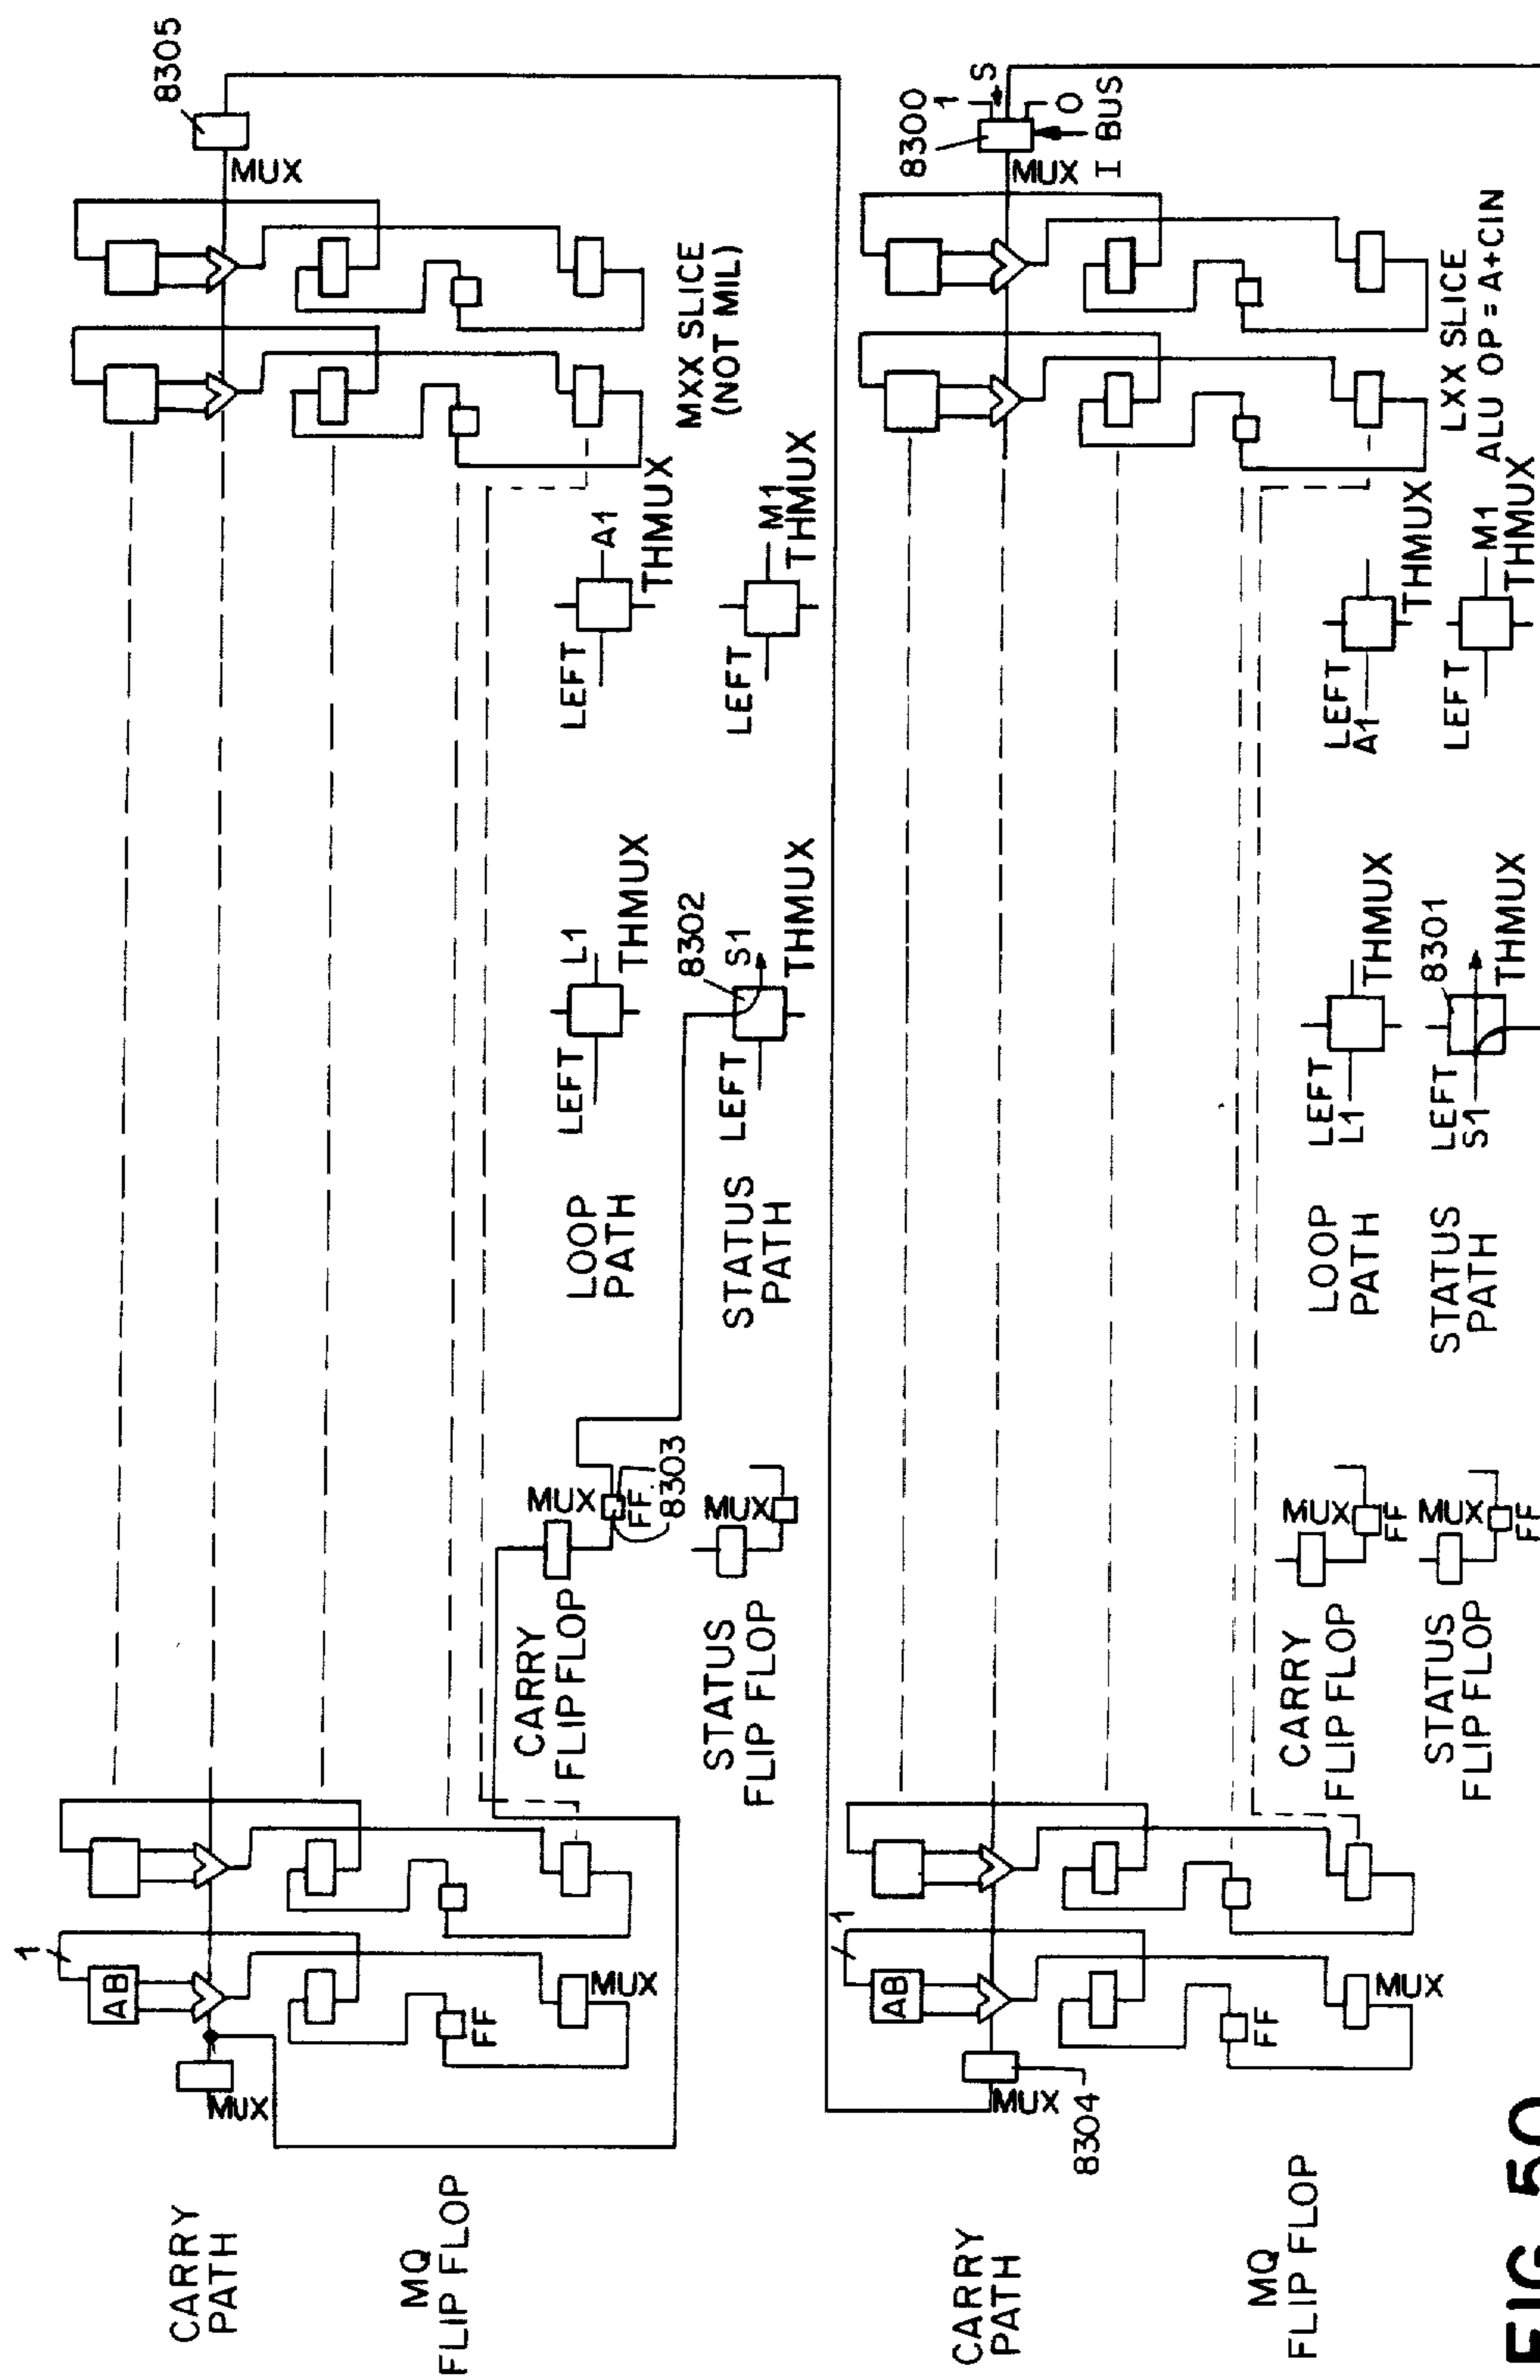 8305
MUX
1
AB
MUX
CARRY
PATH
MQ
FLIP FLOP
FF
MUX
CARRY
FLIP FLOP
MUX
FF
8303
STATUS
FLIP FLOP
MUX
LOOP
PATH
LEFT
L1
THMUX
STATUS
PATH
LEFT
8302
S1
THMUX
LEFT
A1
THMUX
LEFT
M1
THMUX
MXX SLICE
(NOT MIL)
8300
1
S
0
I BUS
MUX
1
AB
MUX
8304
CARRY
PATH
MQ
FLIP FLOP
FF
MUX
CARRY
FLIP FLOP
MUX
FF
STATUS
FLIP FLOP
MUX
FF
LOOP
PATH
LEFT
L1
THMUX
STATUS
PATH
LEFT
S1
8301
THMUX
LEFT
A1
THMUX
LEFT
M1
THMUX
LXX SLICE
ALU OP = A+CIN
FIG 50